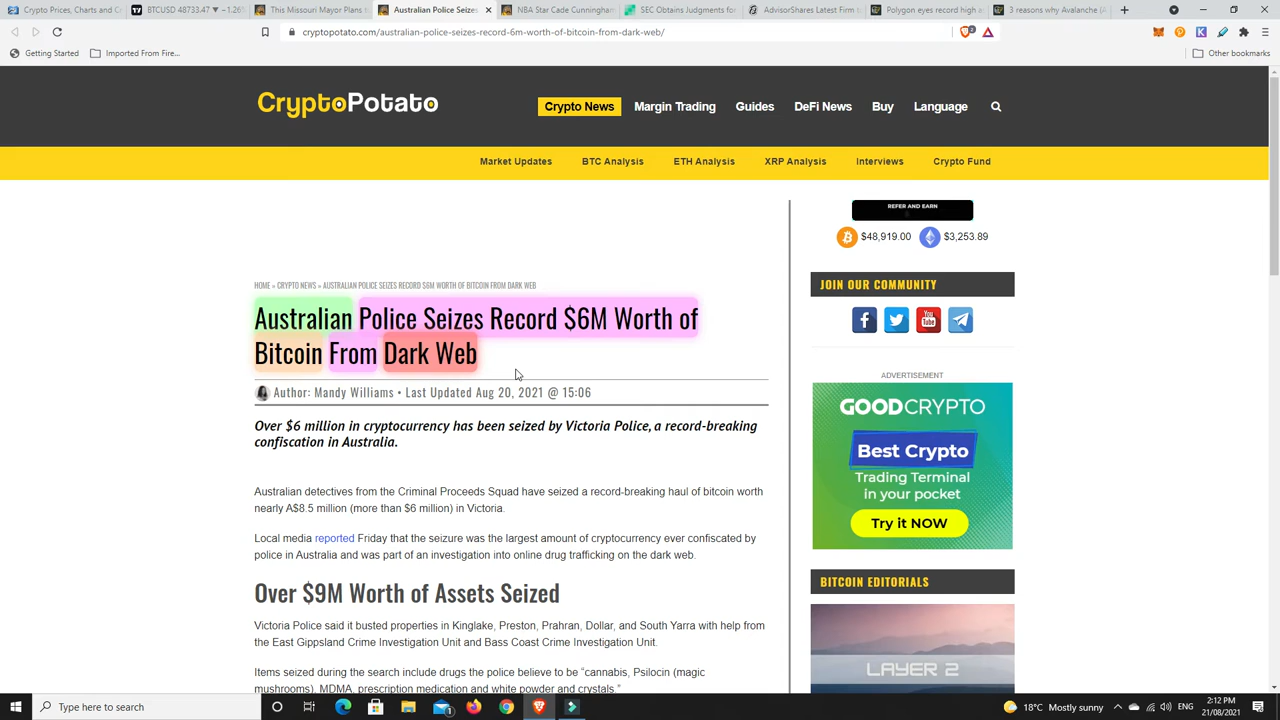 Crypto Prices, Charts and C
BTCUSD 48733.47 ▼ +1.26%
This Missouri Mayor Plans t
Australian Police Seizes
NBA Star Cade Cunningham
SEC Obtains Judgments for
AdvisorShares Latest Firm t
Polygon eyes record high a
3 reasons why Avalanche (A
cryptopotato.com/australian-police-seizes-record-6m-worth-of-bitcoin-from-dark-web/
Getting Started
Imported From Fire...
Other bookmarks
CryptoPotato
Crypto News
Margin Trading
Guides
DeFi News
Buy
Language
Market Updates
BTC Analysis
ETH Analysis
XRP Analysis
Interviews
Crypto Fund
REFER AND EARN
$48,919.00
$3,253.89
HOME » CRYPTO NEWS » AUSTRALIAN POLICE SEIZES RECORD $6M WORTH OF BITCOIN FROM DARK WEB
Australian Police Seizes Record $6M Worth of
Bitcoin From Dark Web
Author: Mandy Williams • Last Updated Aug 20, 2021 @ 15:06
Over $6 million in cryptocurrency has been seized by Victoria Police, a record-breaking
confiscation in Australia.
Australian detectives from the Criminal Proceeds Squad have seized a record-breaking haul of bitcoin worth
nearly A$8.5 million (more than $6 million) in Victoria.
Local media reported Friday that the seizure was the largest amount of cryptocurrency ever confiscated by
police in Australia and was part of an investigation into online drug trafficking on the dark web.
Over $9M Worth of Assets Seized
Victoria Police said it busted properties in Kinglake, Preston, Prahran, Dollar, and South Yarra with help from
the East Gippsland Crime Investigation Unit and Bass Coast Crime Investigation Unit.
Items seized during the search include drugs the police believe to be “cannabis, Psilocin (magic
mushrooms), MDMA, prescription medication and white powder and crystals.”
JOIN OUR COMMUNITY
You
Tube
ADVERTISEMENT
GOODCRYPTO
Best Crypto
Trading Terminal
in your pocket
Try it NOW
BITCOIN EDITORIALS
LAYER 2
Type here to search
18°C Mostly sunny
ENG
2:12 PM
21/08/2021